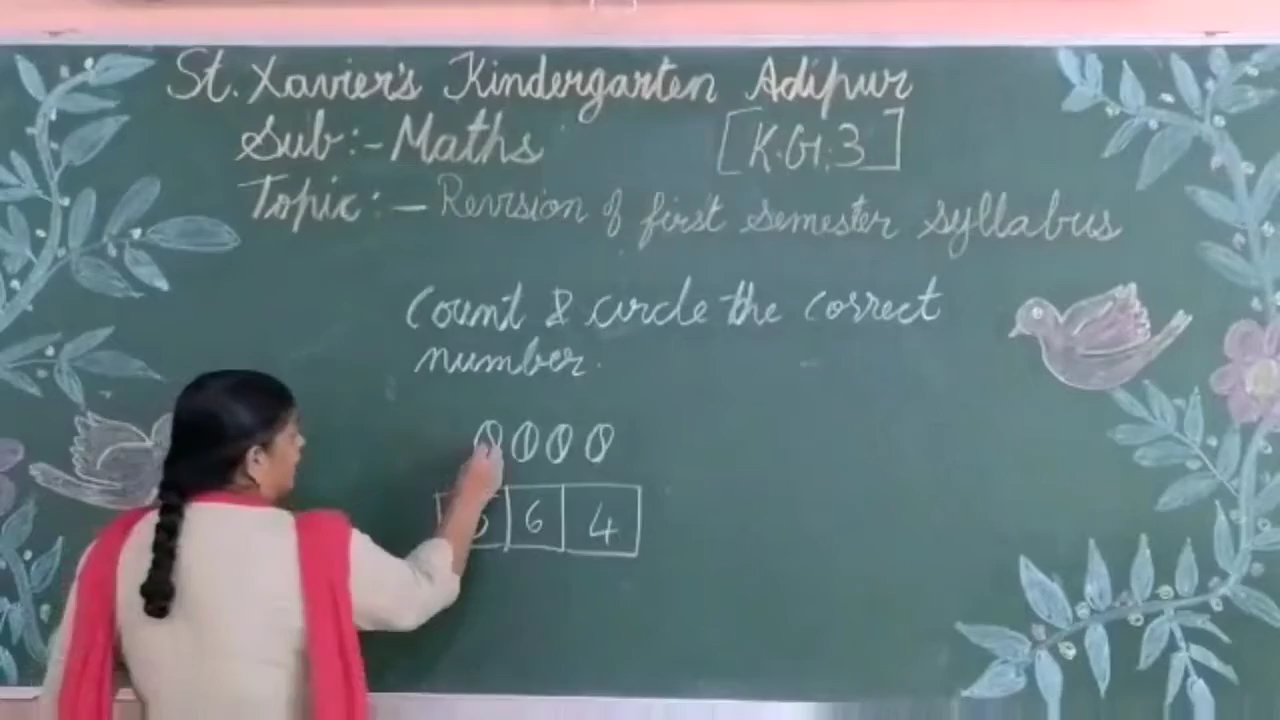 St. Xavier's Kindergarten Adipur
Sub:- Maths [K.G.3]
Topic:- Revision of first semester syllabus
Count & circle the correct
number.
6 4